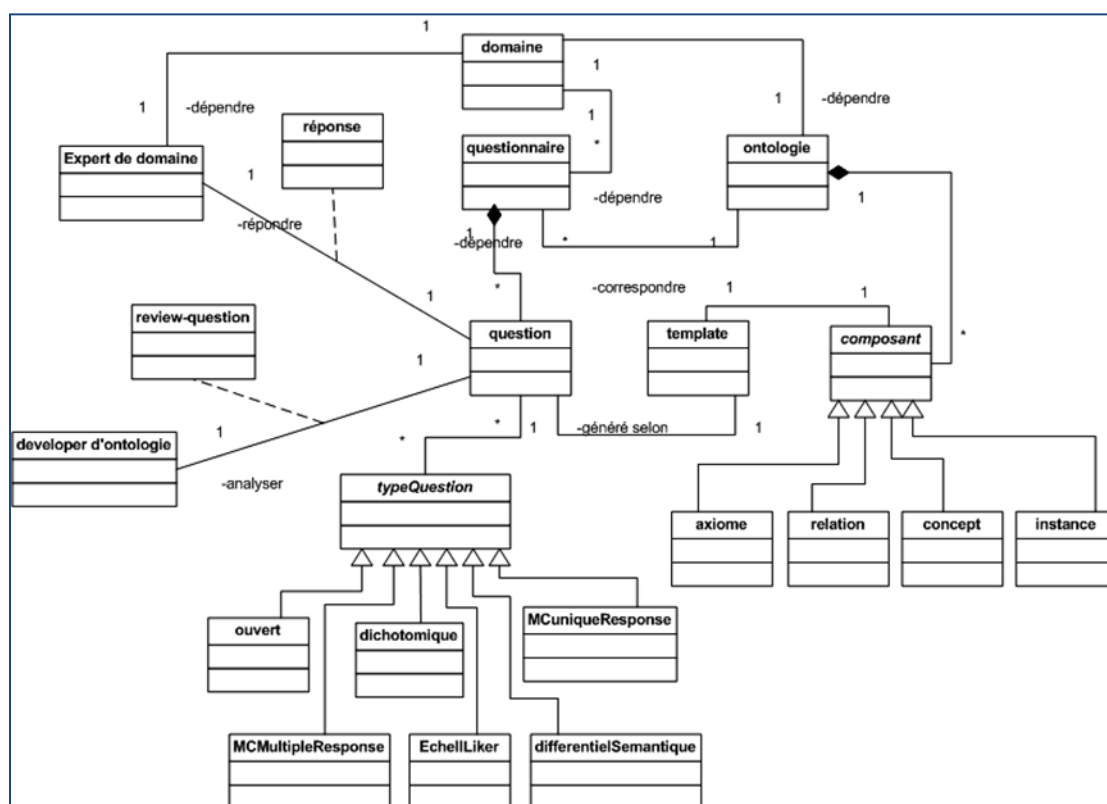 1
domaine
1
1
-dépendre
1
-dépendre
1
réponse
1
questionnaire
*
ontologie
Expert de domaine
1
-dépendre
1
-répondre
1
-dépendre
*
1
-correspondre
1
1
*
1
review-question
question
template
composant
*
1
1
developer d'ontologie
*
*
1
-généré selon
1
-analyser
typeQuestion
axiome
relation
concept
instance
ouvert
dichotomique
MCuniqueResponse
MCMultipleResponse
EchellLiker
differentielSemantique